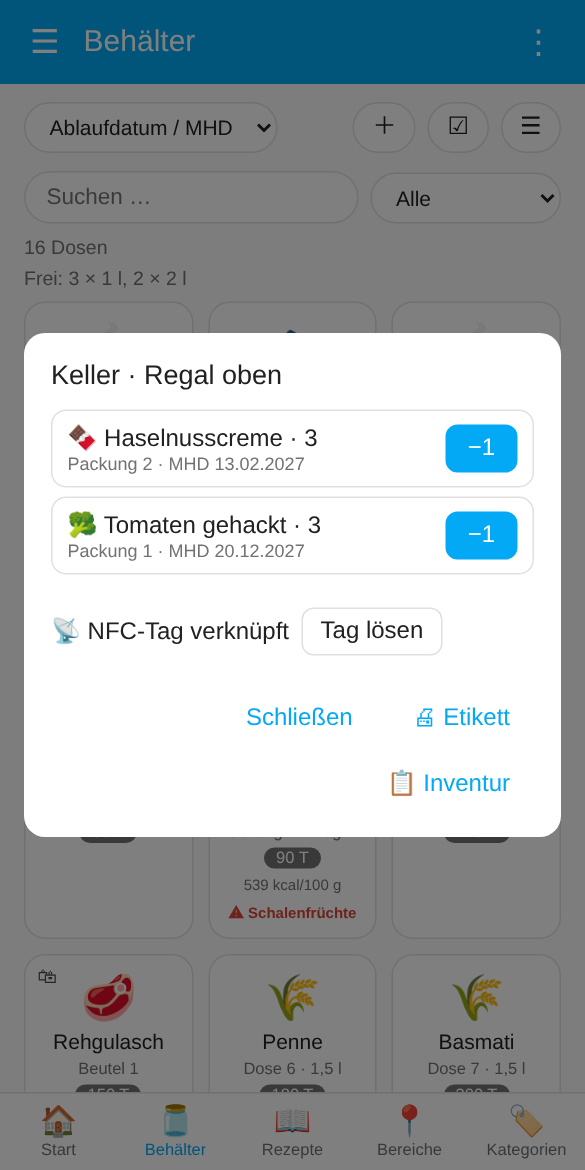 Behälter
Ablaufdatum / MHD
Suchen …
Alle
16 Dosen
Frei: 3 × 1 l, 2 × 2 l
Keller · Regal oben
Haselnusscreme · 3
Packung 2 · MHD 13.02.2027
−1
Tomaten gehackt · 3
Packung 1 · MHD 20.12.2027
−1
NFC-Tag verknüpft
Tag lösen
Schließen
Etikett
Inventur
90 T
539 kcal/100 g
Schalenfrüchte
Rehgulasch
Penne
Basmati
Beutel 1
Dose 6 · 1,5 l
Dose 7 · 1,5 l
Start
Behälter
Rezepte
Bereiche
Kategorien